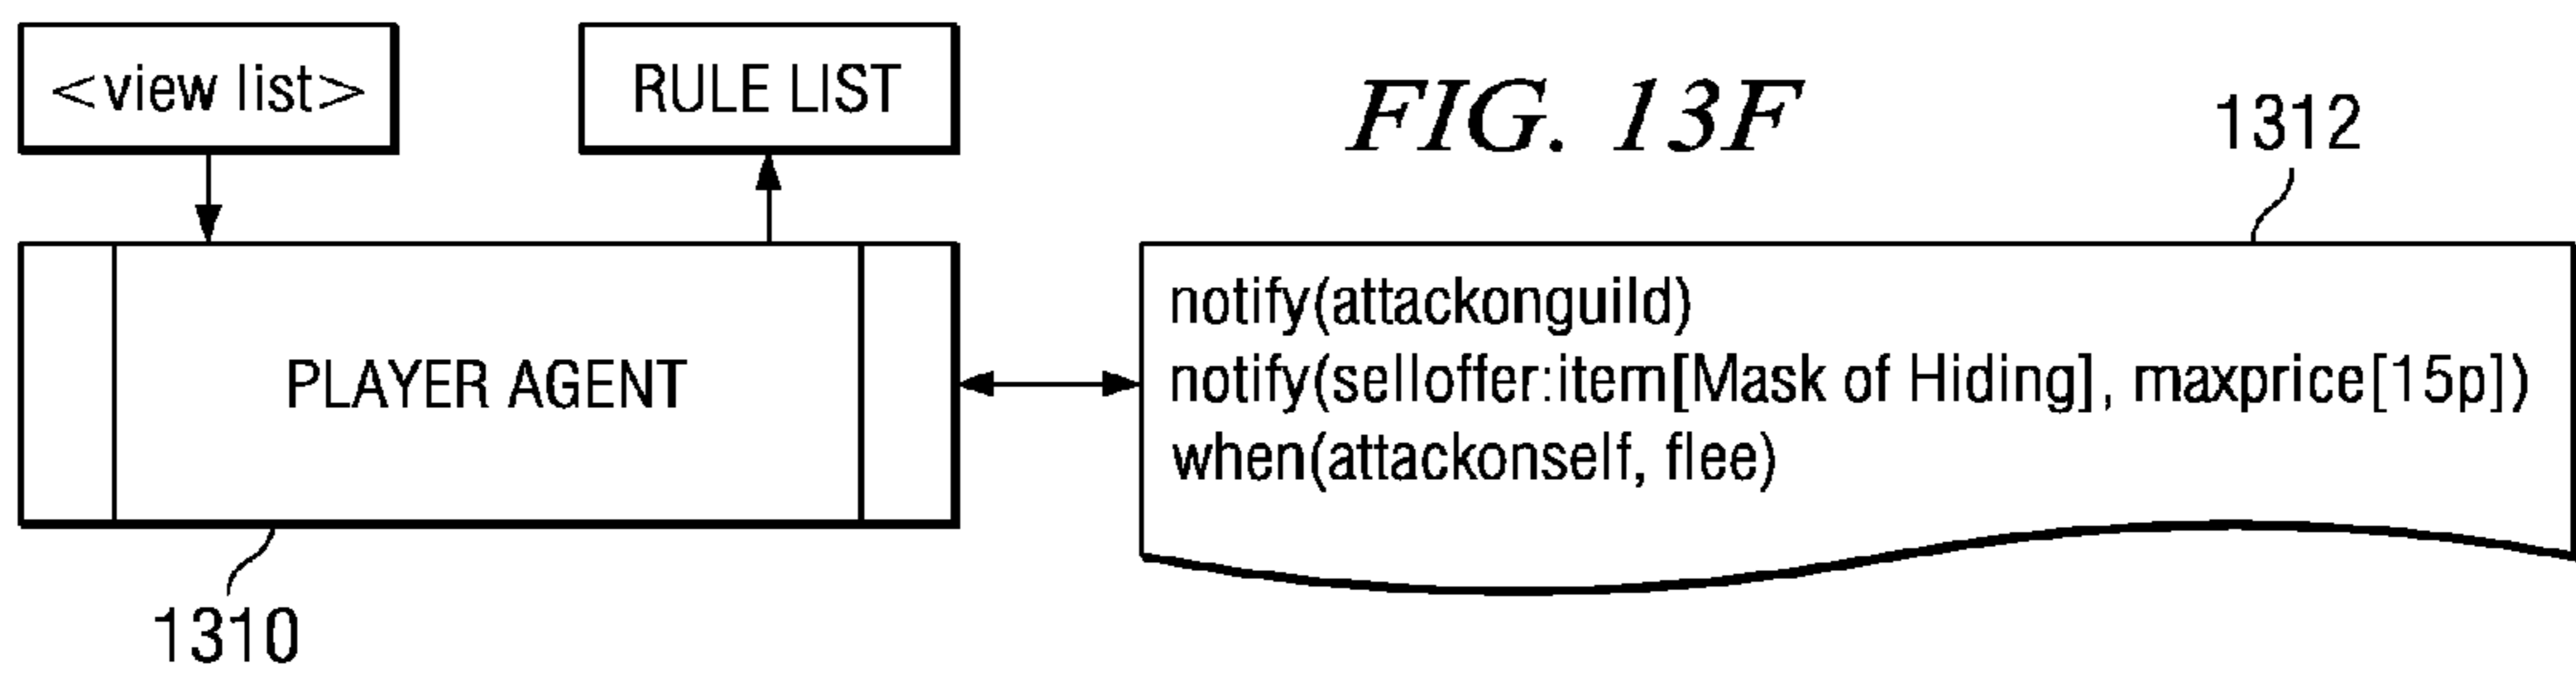 <view list>
RULE LIST
FIG. 13F
1312
notify(attackonguild)
notify(selloffer:item[Mask of Hiding], maxprice[15p])
when(attackonself, flee)
PLAYER AGENT
1310